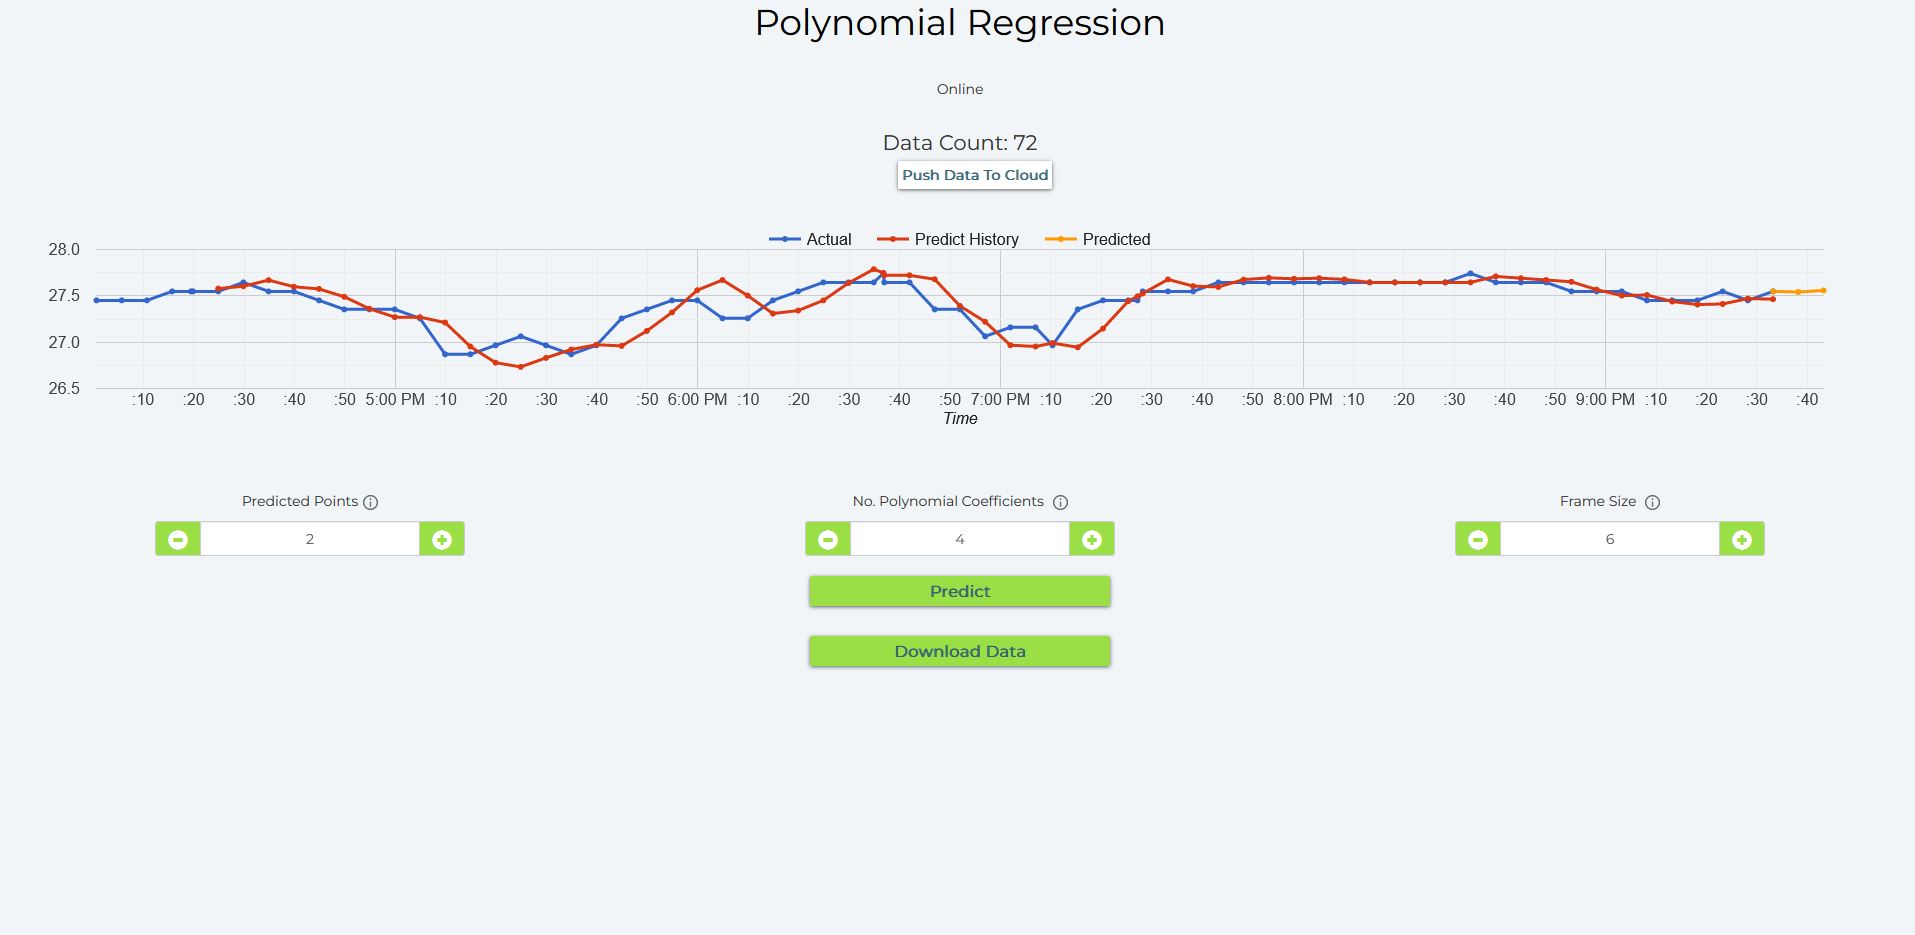 Polynomial Regression
Online
Data Count: 72
Push Data To Cloud
Actual Predict History Predicted
28.0
27.5
27.0
26.5
:10 :20 :30 :40 :50 5:00 PM :10 :20 :30 :40 :50 6:00 PM :10 :20 :30 :40 :50 7:00 PM :10 :20 :30 :40 :50 8:00 PM :10 :20 :30 :40 :50 9:00 PM :10 :20 :30 :40
Time
Predicted Points No. Polynomial Coefficients Frame Size
2 4 6
Predict
Download Data